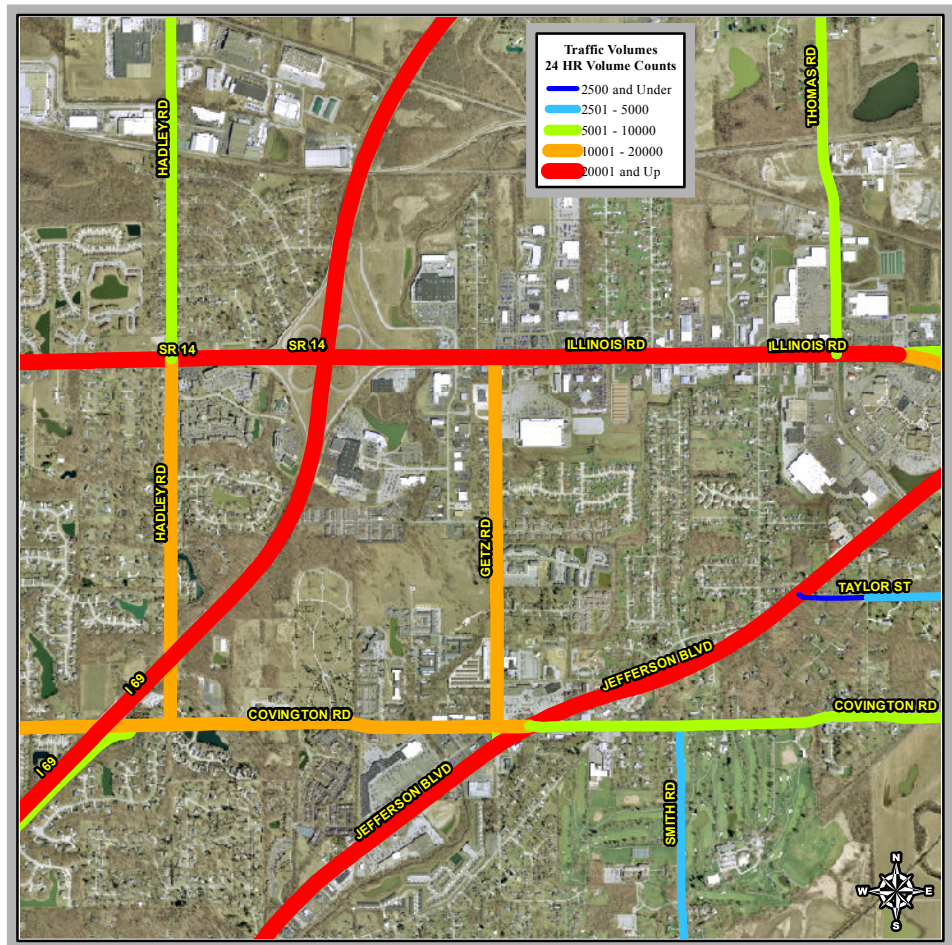 Traffic Volumes
24 HR Volume Counts
2500 and Under
2501 - 5000
5001 - 10000
10001 - 20000
20001 and Up
HADLEY RD
THOMAS RD
SR 14
SR 14
ILLINOIS RD
ILLINOIS RD
HADLEY RD
GETZ RD
TAYLOR ST
JEFFERSON BLVD
I 69
COVINGTON RD
COVINGTON RD
I 69
JEFFERSON BLVD
SMITH RD
N
W E
S